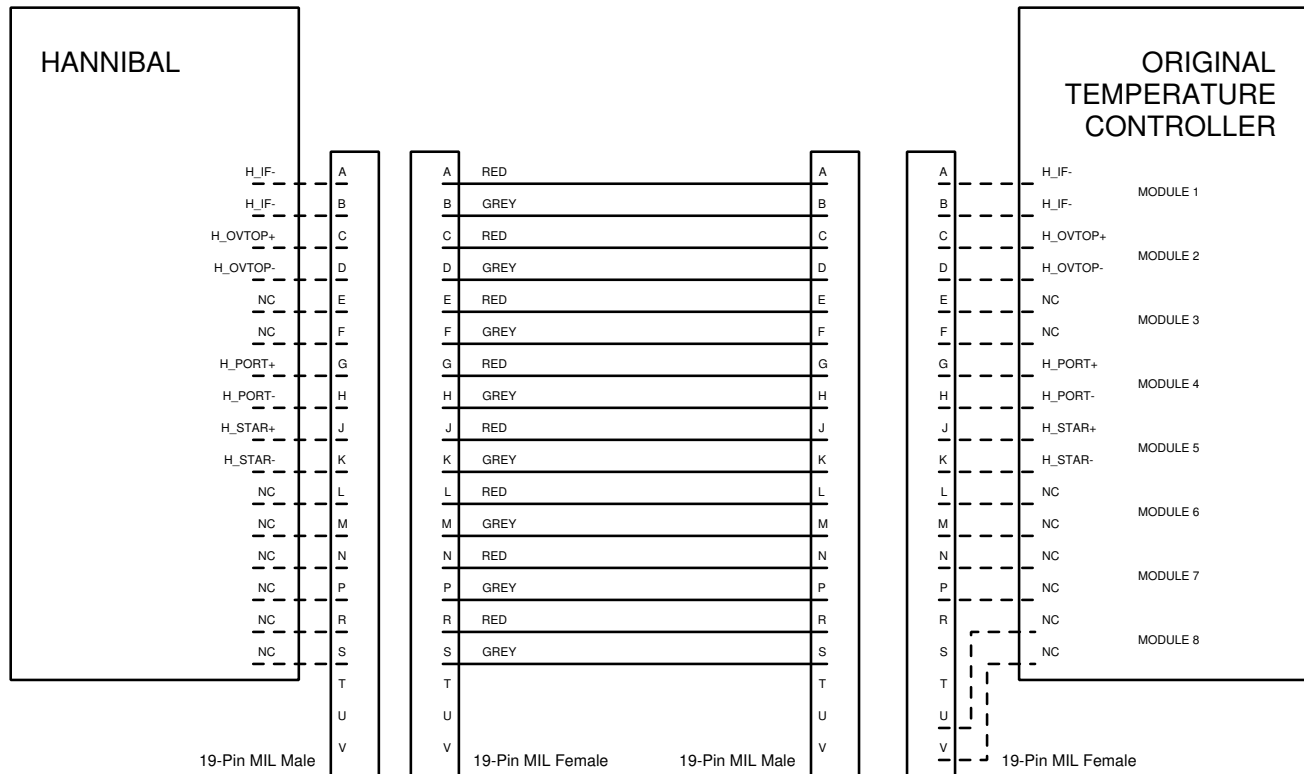 HANNIBAL
ORIGINAL
TEMPERATURE
CONTROLLER
H_IF- A A RED A A H_IF-
MODULE 1
H_IF- B B GREY B B H_IF-
H_OVTOP+ C C RED C C H_OVTOP+
MODULE 2
H_OVTOP- D D GREY D D H_OVTOP-
NC E E RED E E NC
MODULE 3
NC F F GREY F F NC
H_PORT+ G G RED G G H_PORT+
MODULE 4
H_PORT- H H GREY H H H_PORT-
H_STAR+ J J RED J J H_STAR+
MODULE 5
H_STAR- K K GREY K K H_STAR-
NC L L RED L L NC
MODULE 6
NC M M GREY M M NC
NC N N RED N N NC
MODULE 7
NC P P GREY P P NC
NC R R RED R R NC
MODULE 8
NC S S GREY S S NC
T T T T
U U U U
V V V V
19-Pin MIL Male 19-Pin MIL Female 19-Pin MIL Male 19-Pin MIL Female